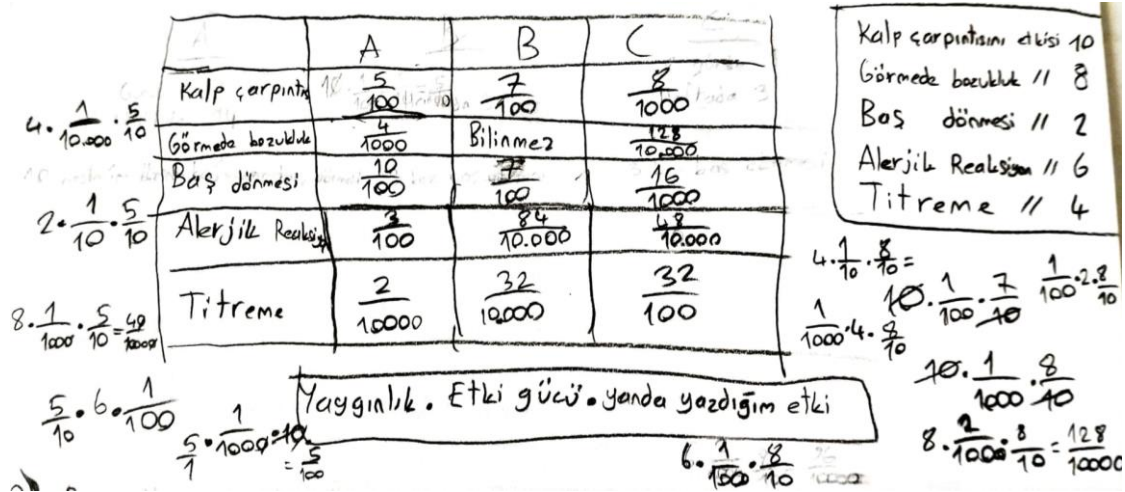 A B C
Kalp çarpıntıs 5/100 7/100 8/1000
Görmede bozukluk 4/1000 Bilinmez 128/10.000
Baş dönmesi 10/100 7/100 16/1000
Alerjik Reaksiyon 3/100 84/10.000 48/10.000
Titreme 2/10000 32/10.000 32/100
Kalp çarpıntısını etkisi 10
Görmede bozukluk // 8
Baş dönmesi // 2
Alerjik Reaksiyon // 6
Titreme // 4
4 . 1/10.000 . 5/10
2 . 1/10 . 5/10
8 . 1/1000 . 5/10 = 40/10000
5/10 . 6 . 1/100
5/1 . 1/1000 . 10 = 5/100
Yaygınlık . Etki gücü . yanda yazdığım etki
4 . 1/10 . 8/10 =
1/1000 . 4 . 8/10
10 . 1/100 . 7/10
1/100 . 2 . 8/10
10 . 1/1000 . 8/10
8 . 2/1000 . 8/10 = 128/10000
6 . 1/1000 . 8/10